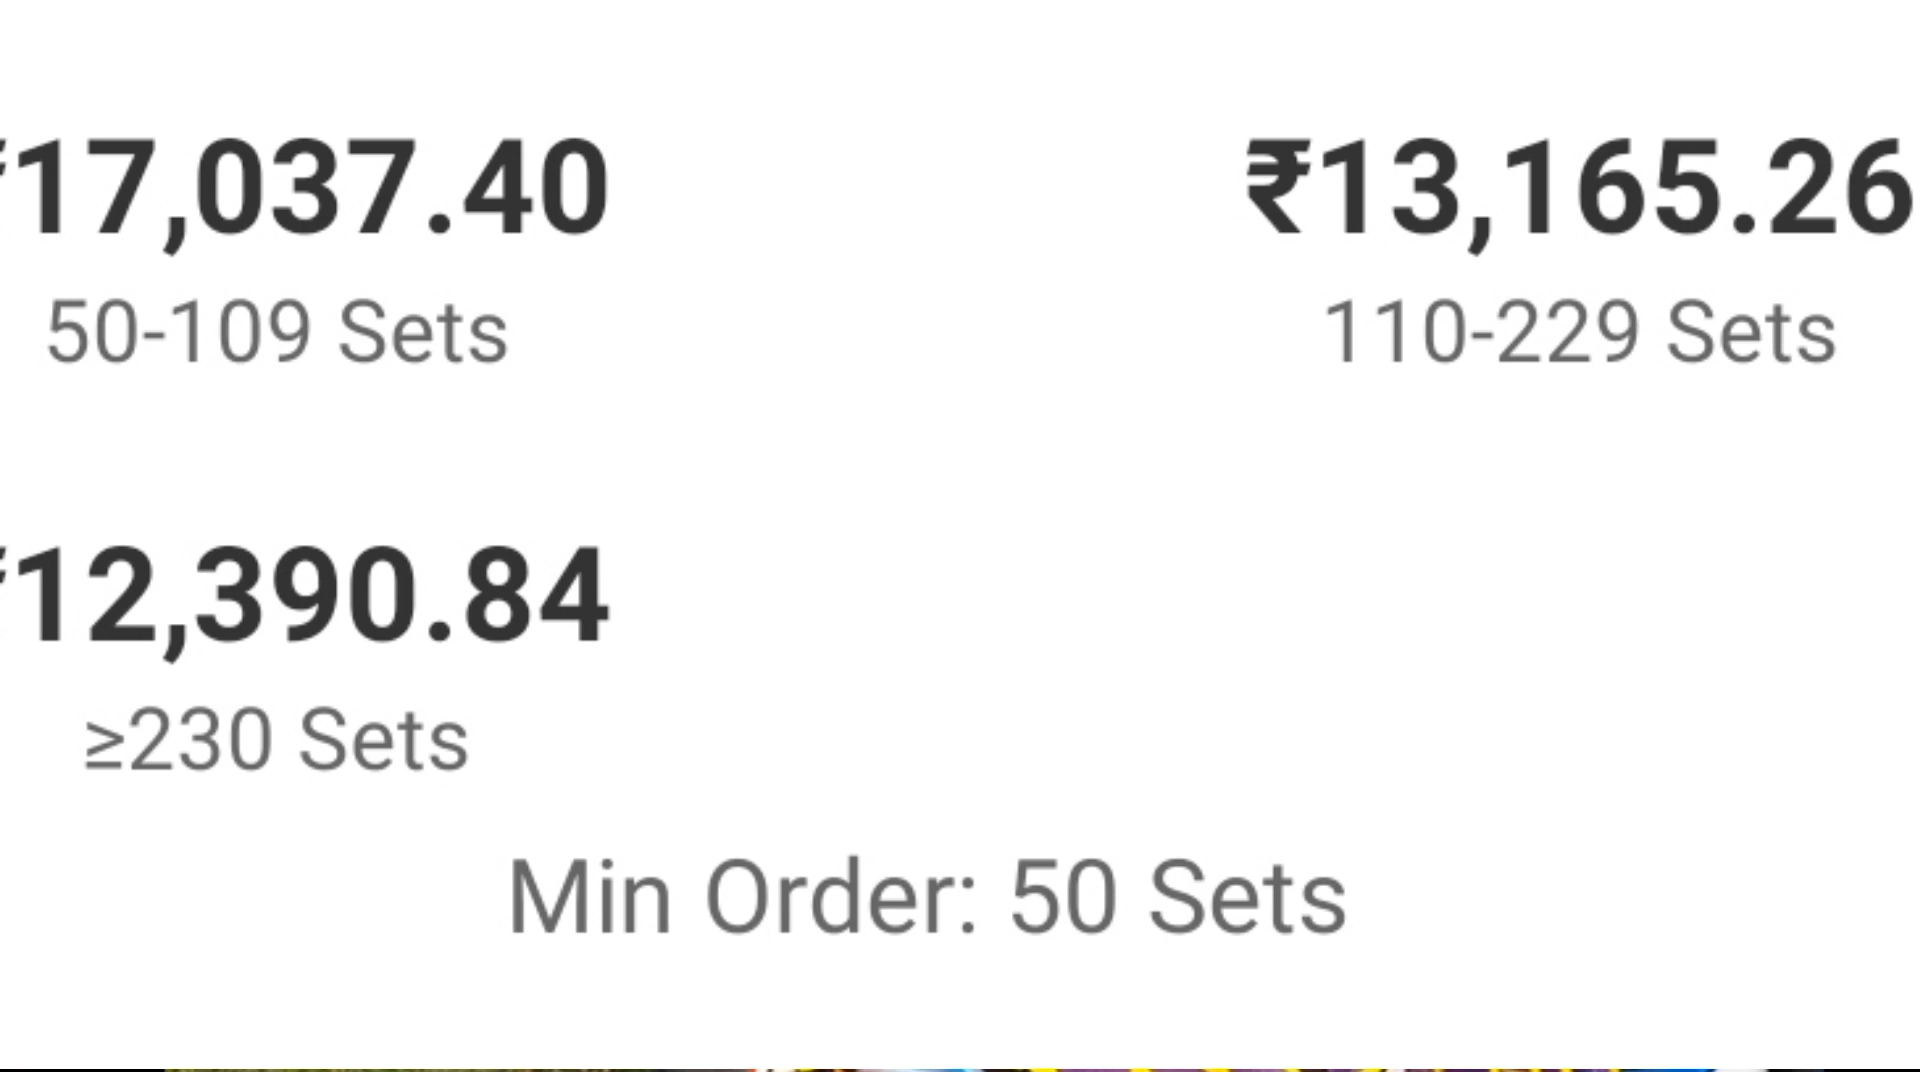 ₹17,037.40 ₹13,165.26
50-109 Sets 110-229 Sets
₹12,390.84
≥230 Sets
Min Order: 50 Sets